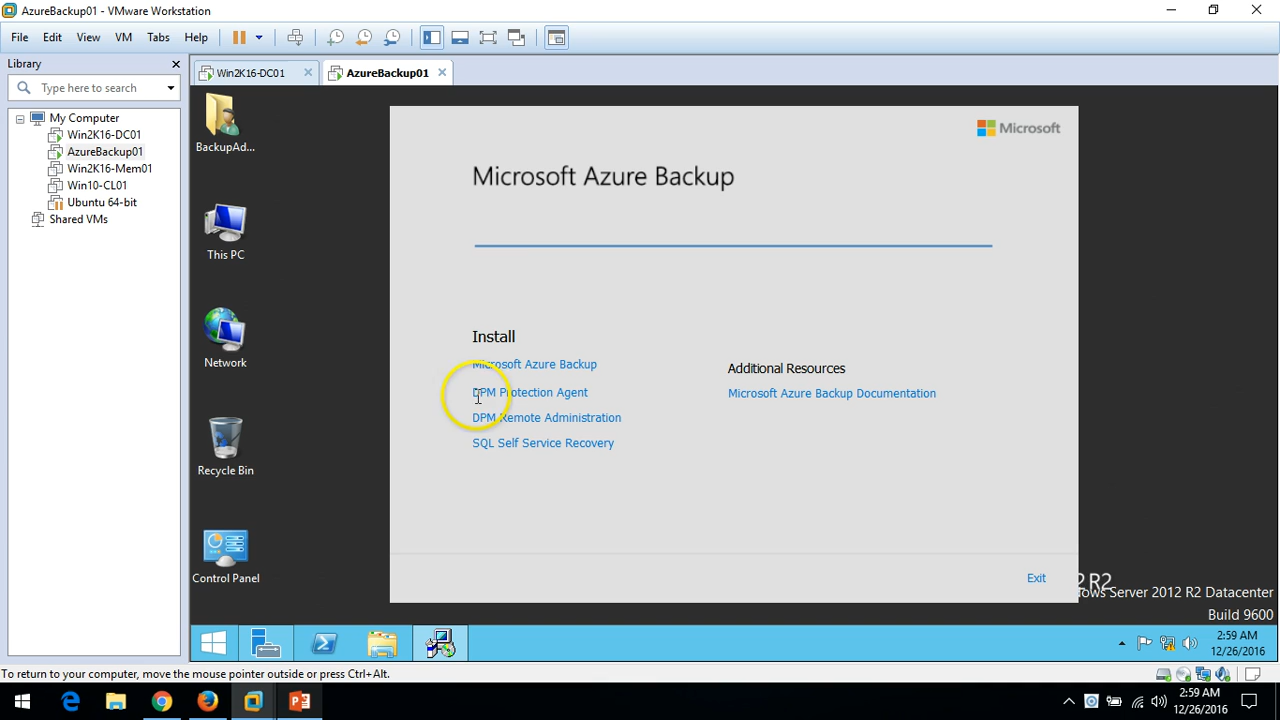 AzureBackup01 - VMware Workstation
File Edit View VM Tabs Help
Library
Type here to search
My Computer
Win2K16-DC01
AzureBackup01
Win2K16-Mem01
Win10-CL01
Ubuntu 64-bit
Shared VMs
Win2K16-DC01
AzureBackup01
BackupAd...
This PC
Network
Recycle Bin
Control Panel
Microsoft
Microsoft Azure Backup
Install
Microsoft Azure Backup
DPM Protection Agent
DPM Remote Administration
SQL Self Service Recovery
Additional Resources
Microsoft Azure Backup Documentation
Exit
2 R2
ows Server 2012 R2 Datacenter
Build 9600
2:59 AM
12/26/2016
To return to your computer, move the mouse pointer outside or press Ctrl+Alt.
2:59 AM
12/26/2016